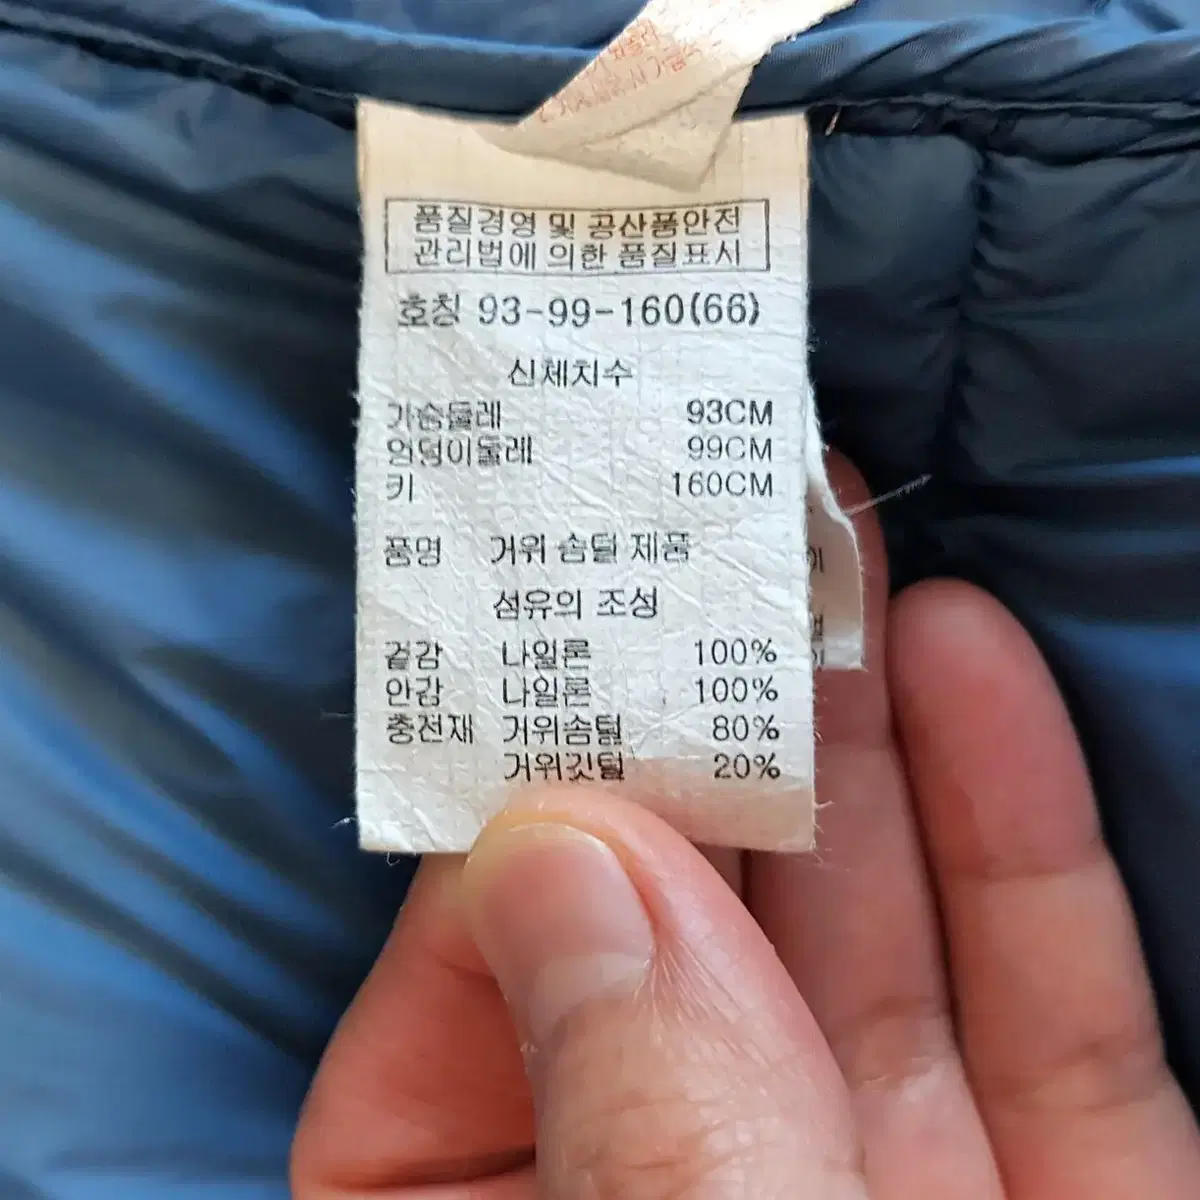 품질경영 및 공산품안전
관리법에 의한 품질표시
호칭 93-99-160(66)
신체치수
가슴둘레 93CM
엉덩이둘레 99CM
키 160CM
품명 거위 솜털 제품
섬유의 조성
겉감 나일론 100%
안감 나일론 100%
충전재 거위솜털 80%
거위깃털 20%